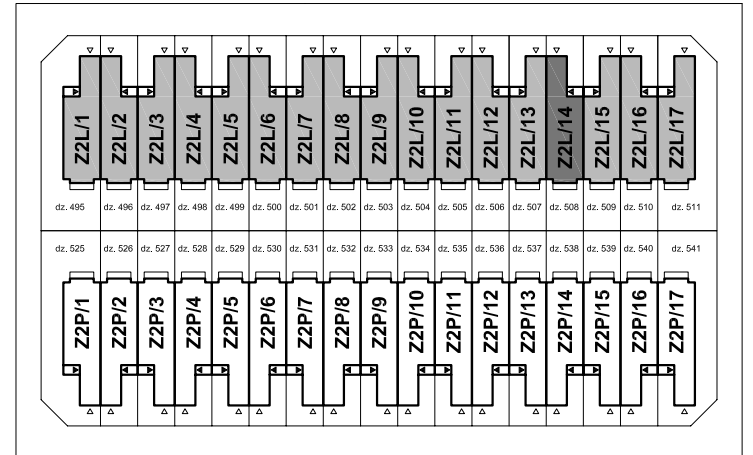 Z2L/1 Z2L/2 Z2L/3 Z2L/4 Z2L/5 Z2L/6 Z2L/7 Z2L/8 Z2L/9 Z2L/10 Z2L/11 Z2L/12 Z2L/13 Z2L/14 Z2L/15 Z2L/16 Z2L/17
dz. 495 dz. 496 dz. 497 dz. 498 dz. 499 dz. 500 dz. 501 dz. 502 dz. 503 dz. 504 dz. 505 dz. 506 dz. 507 dz. 508 dz. 509 dz. 510 dz. 511
dz. 525 dz. 526 dz. 527 dz. 528 dz. 529 dz. 530 dz. 531 dz. 532 dz. 533 dz. 534 dz. 535 dz. 536 dz. 537 dz. 538 dz. 539 dz. 540 dz. 541
Z2P/1 Z2P/2 Z2P/3 Z2P/4 Z2P/5 Z2P/6 Z2P/7 Z2P/8 Z2P/9 Z2P/10 Z2P/11 Z2P/12 Z2P/13 Z2P/14 Z2P/15 Z2P/16 Z2P/17